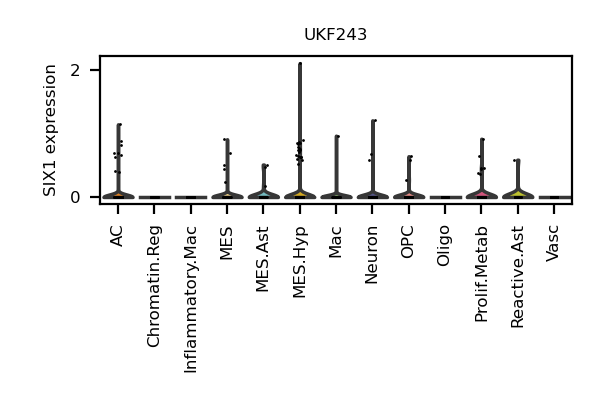 UKF243
SIX1 expression
2
0
AC
Chromatin.Reg
Inflammatory.Mac
MES
MES.Ast
MES.Hyp
Mac
Neuron
OPC
Oligo
Prolif.Metab
Reactive.Ast
Vasc